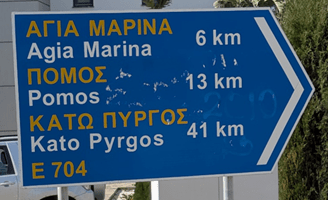 ΑΓΙΑ ΜΑΡΙΝΑ
Agia Marina 6 km
ΠΟΜΟΣ
Pomos 13 km
ΚΑΤΩ ΠΥΡΓΟΣ
Kato Pyrgos 41 km
E 704